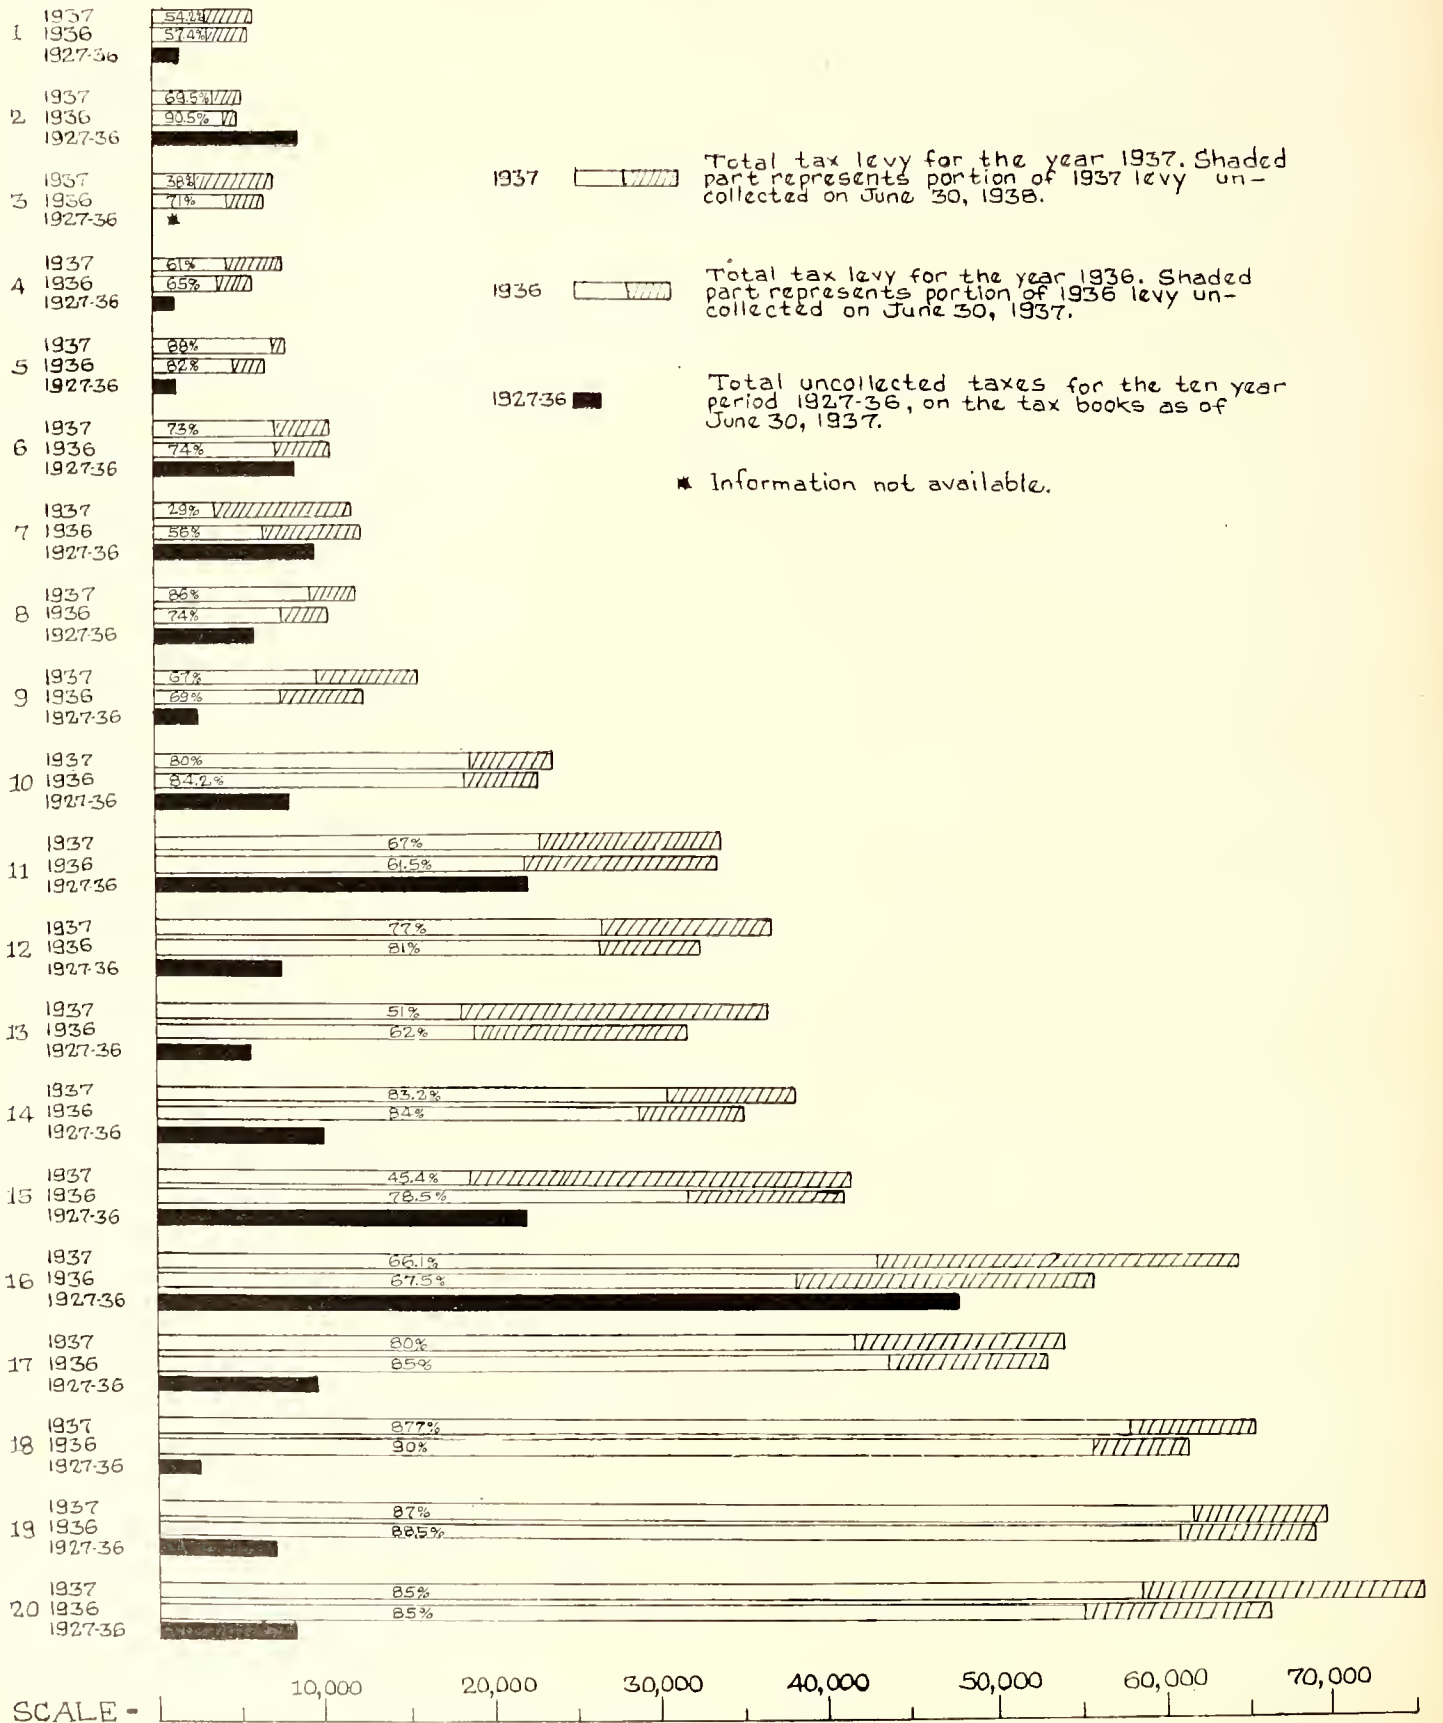 1937 54.2%
1 1936 57.4%
1927-36
1937 69.5%
2 1936 90.5%
1927-36
1937 38%
3 1936 71%
1927-36 *
1937 61%
4 1936 65%
1927-36
1937 88%
5 1936 82%
1927-36
1937 73%
6 1936 74%
1927-36
1937 29%
7 1936 56%
1927-36
1937 86%
8 1936 74%
1927-36
1937 67%
9 1936 69%
1927-36
1937 80%
10 1936 84.2%
1927-36
1937 67%
11 1936 61.5%
1927-36
1937 77%
12 1936 81%
1927-36
1937 51%
13 1936 62%
1927-36
1937 83.2%
14 1936 84%
1927-36
1937 45.4%
15 1936 78.5%
1927-36
1937 66.1%
16 1936 67.5%
1927-36
1937 80%
17 1936 85%
1927-36
1937 877%
18 1936 90%
1927-36
1937 87%
19 1936 88.5%
1927-36
1937 85%
20 1936 85%
1927-36
1937 Total tax levy for the year 1937. Shaded
part represents portion of 1937 levy un-
collected on June 30, 1938.
1936 Total tax levy for the year 1936. Shaded
part represents portion of 1936 levy un-
collected on June 30, 1937.
1927-36 Total uncollected taxes for the ten year
period 1927-36, on the tax books as of
June 30, 1937.
* Information not available.
10,000 20,000 30,000 40,000 50,000 60,000 70,000
SCALE -